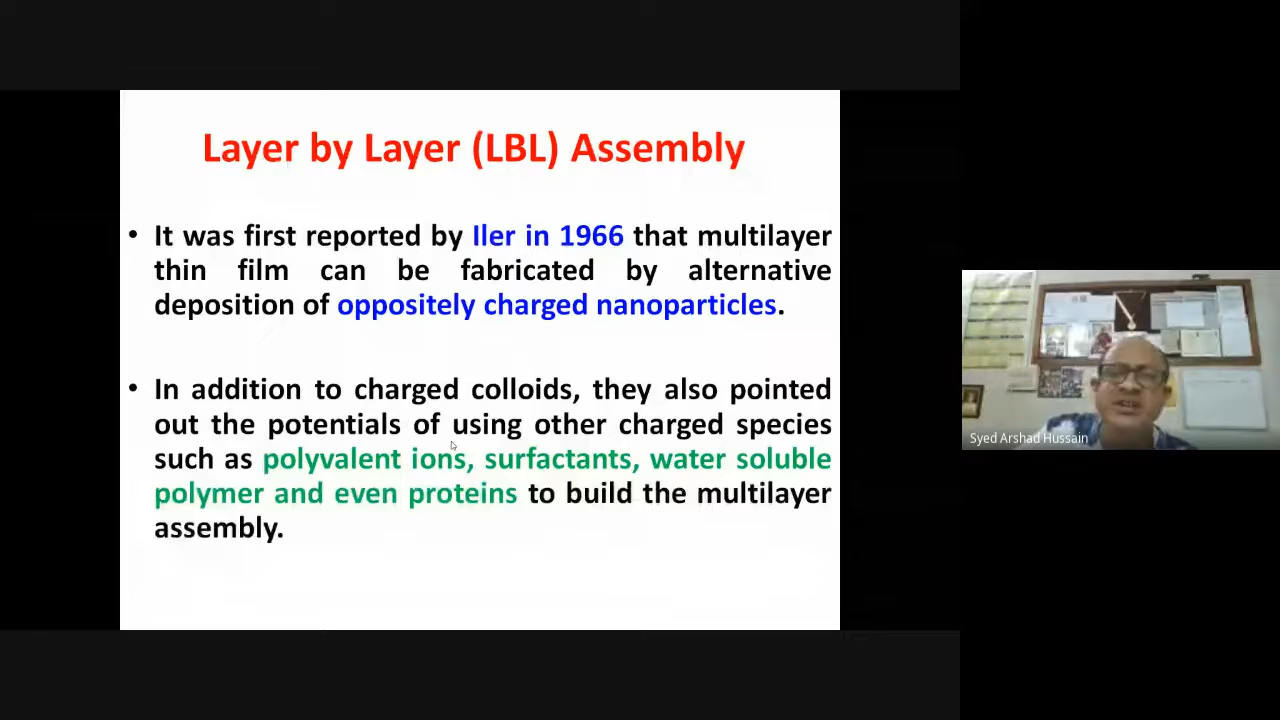 Layer by Layer (LBL) Assembly
• It was first reported by Iler in 1966 that multilayer
thin film can be fabricated by alternative
deposition of oppositely charged nanoparticles.
• In addition to charged colloids, they also pointed
out the potentials of using other charged species
such as polyvalent ions, surfactants, water soluble
polymer and even proteins to build the multilayer
assembly.
Syed Arshad Hussain